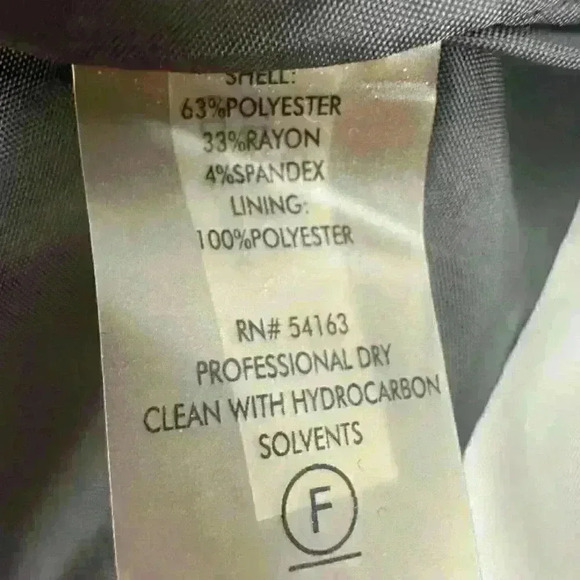 SHELL:
63%POLYESTER
33%RAYON
4%SPANDEX
LINING:
100%POLYESTER
RN# 54163
PROFESSIONAL DRY
CLEAN WITH HYDROCARBON
SOLVENTS
F